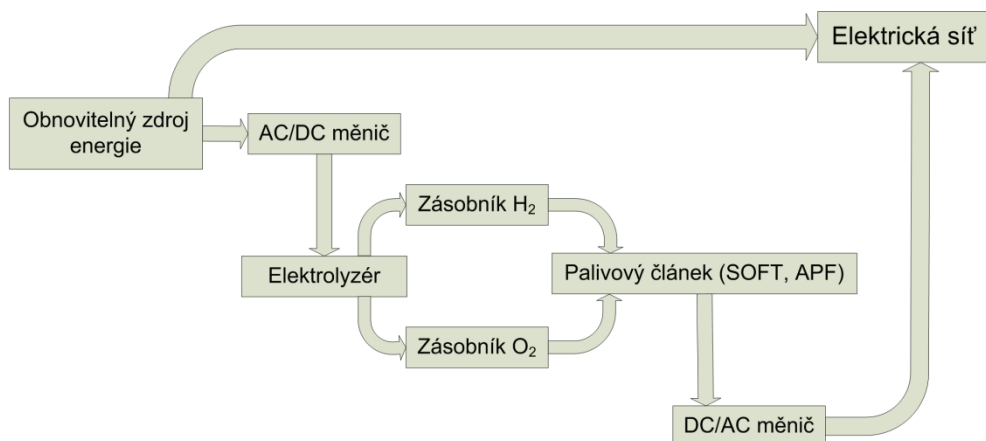 Elektrická síť
Obnovitelný zdroj
energie
AC/DC měnič
Zásobník H₂
Elektrolyzér
Palivový článek (SOFT, APF)
Zásobník O₂
DC/AC měnič